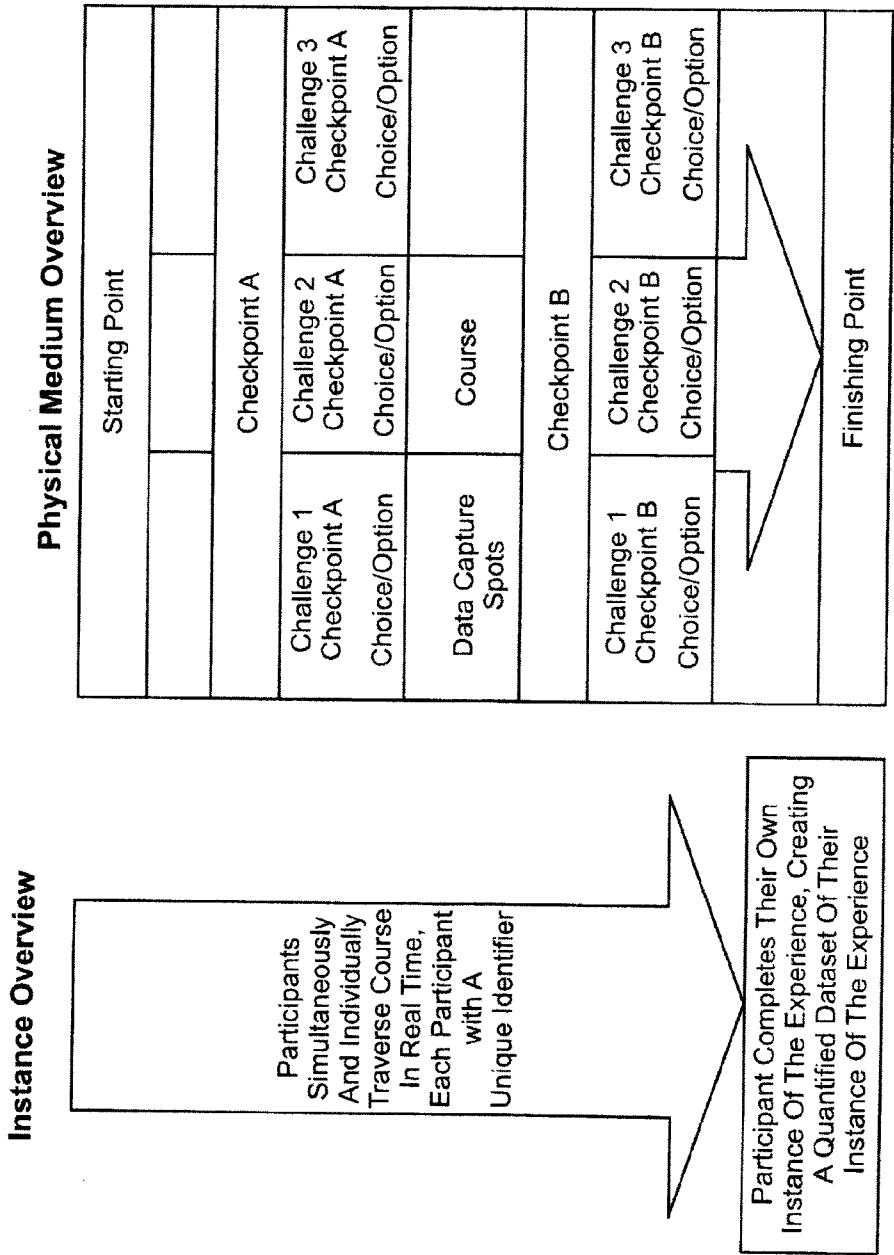 Instance Overview
Participants
Simultaneously
And Individually
Traverse Course
In Real Time,
Each Participant
with A
Unique Identifier
Participant Completes Their Own
Instance Of The Experience, Creating
A Quantified Dataset Of Their
Instance Of The Experience
Physical Medium Overview
Starting Point
Checkpoint A
Challenge 1
Checkpoint A
Choice/Option
Challenge 2
Checkpoint A
Choice/Option
Challenge 3
Checkpoint A
Choice/Option
Data Capture
Spots
Course
Checkpoint B
Challenge 1
Checkpoint B
Choice/Option
Challenge 2
Checkpoint B
Choice/Option
Challenge 3
Checkpoint B
Choice/Option
Finishing Point